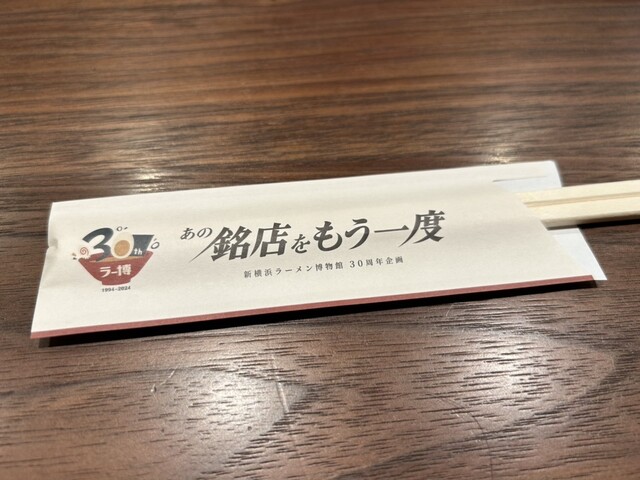 30th
ラー博
1994-2024
あの銘店をもう一度
新横浜ラーメン博物館 30周年企画